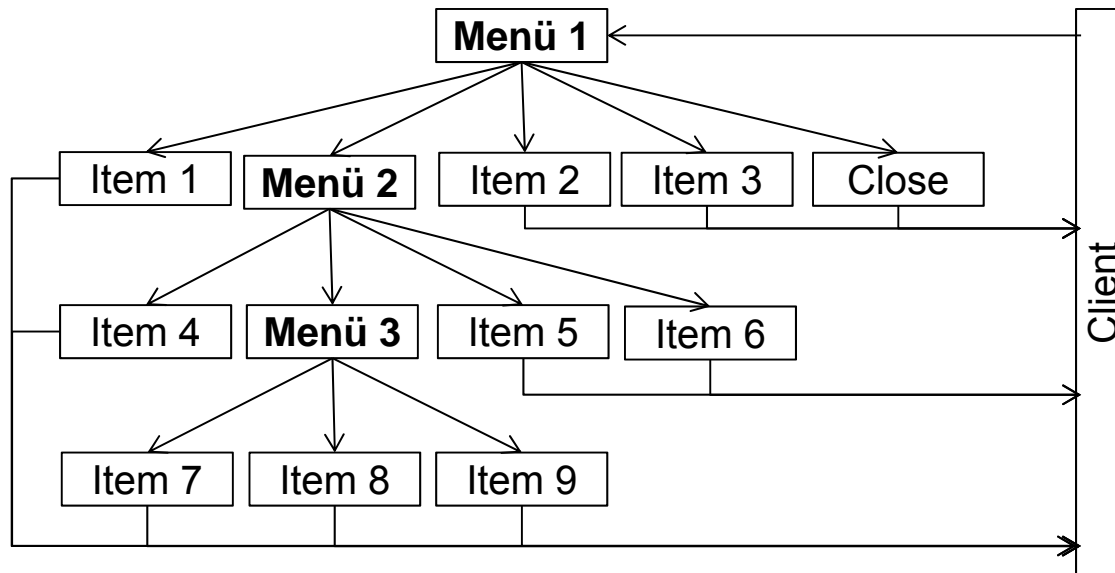 Menü 1
Item 1
Menü 2
Item 2
Item 3
Close
Client
Item 4
Menü 3
Item 5
Item 6
Item 7
Item 8
Item 9